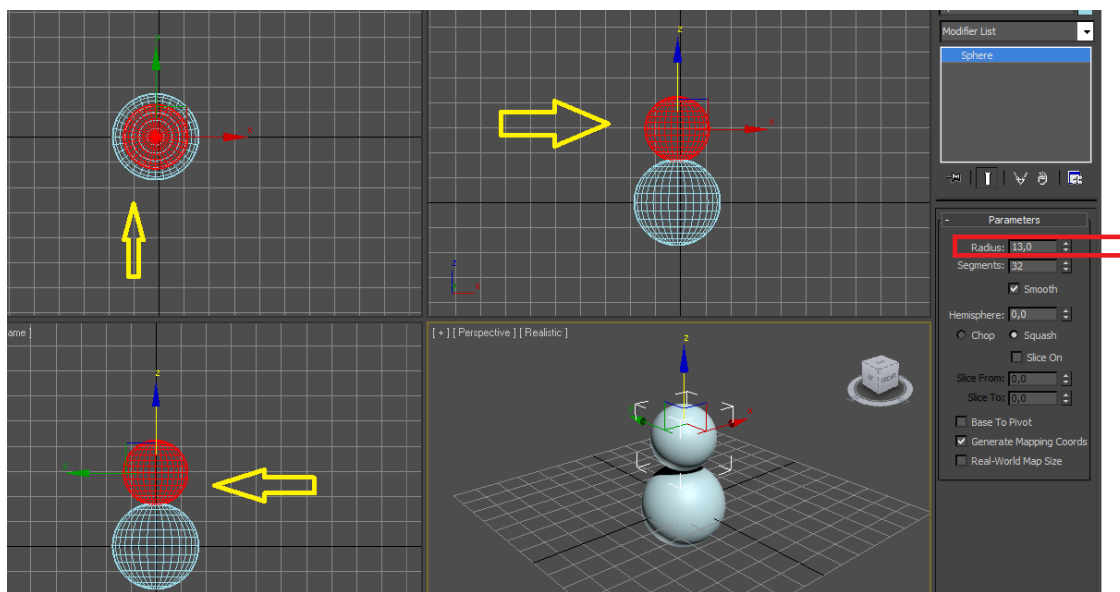 Modifier List
Sphere
- Parameters
Radius: 13,0
Segments: 32
Smooth
Hemisphere: 0,0
Chop Squash
Slice On
Slice From: 0,0
Slice To: 0,0
Base To Pivot
Generate Mapping Coords
Real-World Map Size
z
x
z
x
ame ]
z
[ + ] [ Perspective ] [ Realistic ]
z
x
FRONT